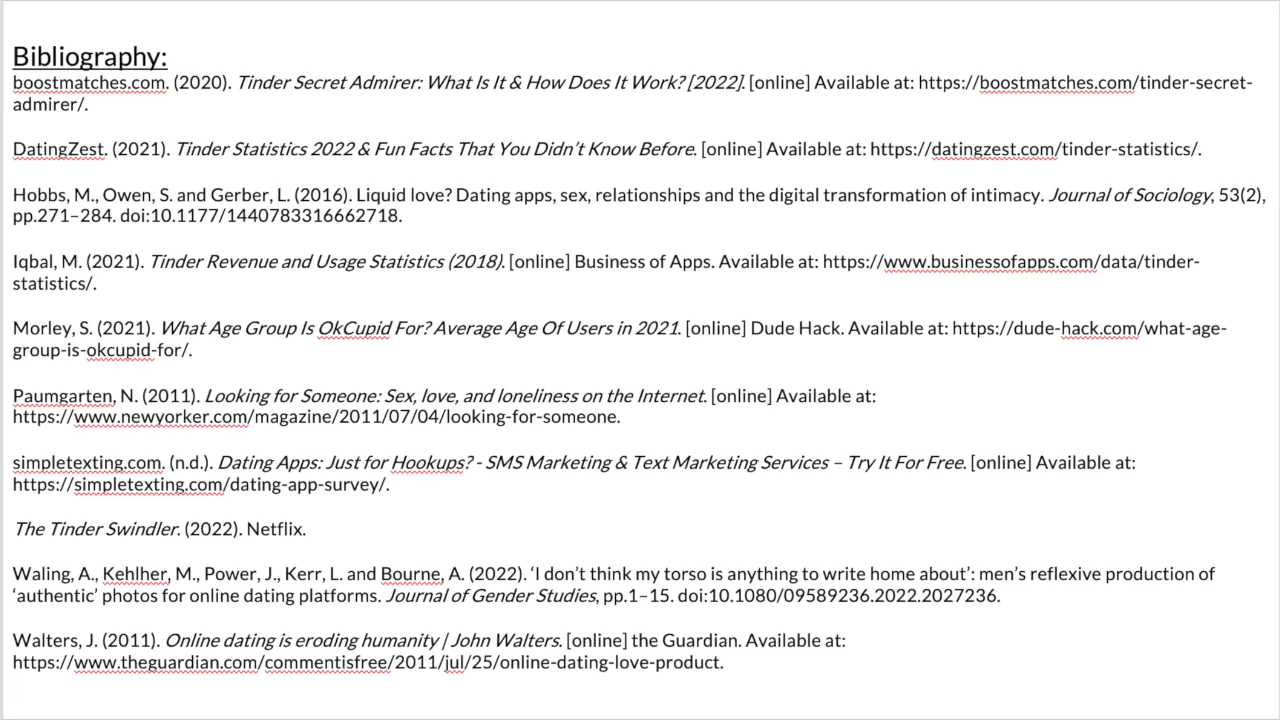 Bibliography:
boostmatches.com. (2020). Tinder Secret Admirer: What Is It & How Does It Work? [2022]. [online] Available at: https://boostmatches.com/tinder-secret-
admirer/.
DatingZest. (2021). Tinder Statistics 2022 & Fun Facts That You Didn’t Know Before. [online] Available at: https://datingzest.com/tinder-statistics/.
Hobbs, M., Owen, S. and Gerber, L. (2016). Liquid love? Dating apps, sex, relationships and the digital transformation of intimacy. Journal of Sociology, 53(2),
pp.271–284. doi:10.1177/1440783316662718.
Iqbal, M. (2021). Tinder Revenue and Usage Statistics (2018). [online] Business of Apps. Available at: https://www.businessofapps.com/data/tinder-
statistics/.
Morley, S. (2021). What Age Group Is OkCupid For? Average Age Of Users in 2021. [online] Dude Hack. Available at: https://dude-hack.com/what-age-
group-is-okcupid-for/.
Paumgarten, N. (2011). Looking for Someone: Sex, love, and loneliness on the Internet. [online] Available at:
https://www.newyorker.com/magazine/2011/07/04/looking-for-someone.
simpletexting.com. (n.d.). Dating Apps: Just for Hookups? - SMS Marketing & Text Marketing Services – Try It For Free. [online] Available at:
https://simpletexting.com/dating-app-survey/.
The Tinder Swindler. (2022). Netflix.
Waling, A., Kehlher, M., Power, J., Kerr, L. and Bourne, A. (2022). ‘I don’t think my torso is anything to write home about’: men’s reflexive production of
‘authentic’ photos for online dating platforms. Journal of Gender Studies, pp.1–15. doi:10.1080/09589236.2022.2027236.
Walters, J. (2011). Online dating is eroding humanity | John Walters. [online] the Guardian. Available at:
https://www.theguardian.com/commentisfree/2011/jul/25/online-dating-love-product.